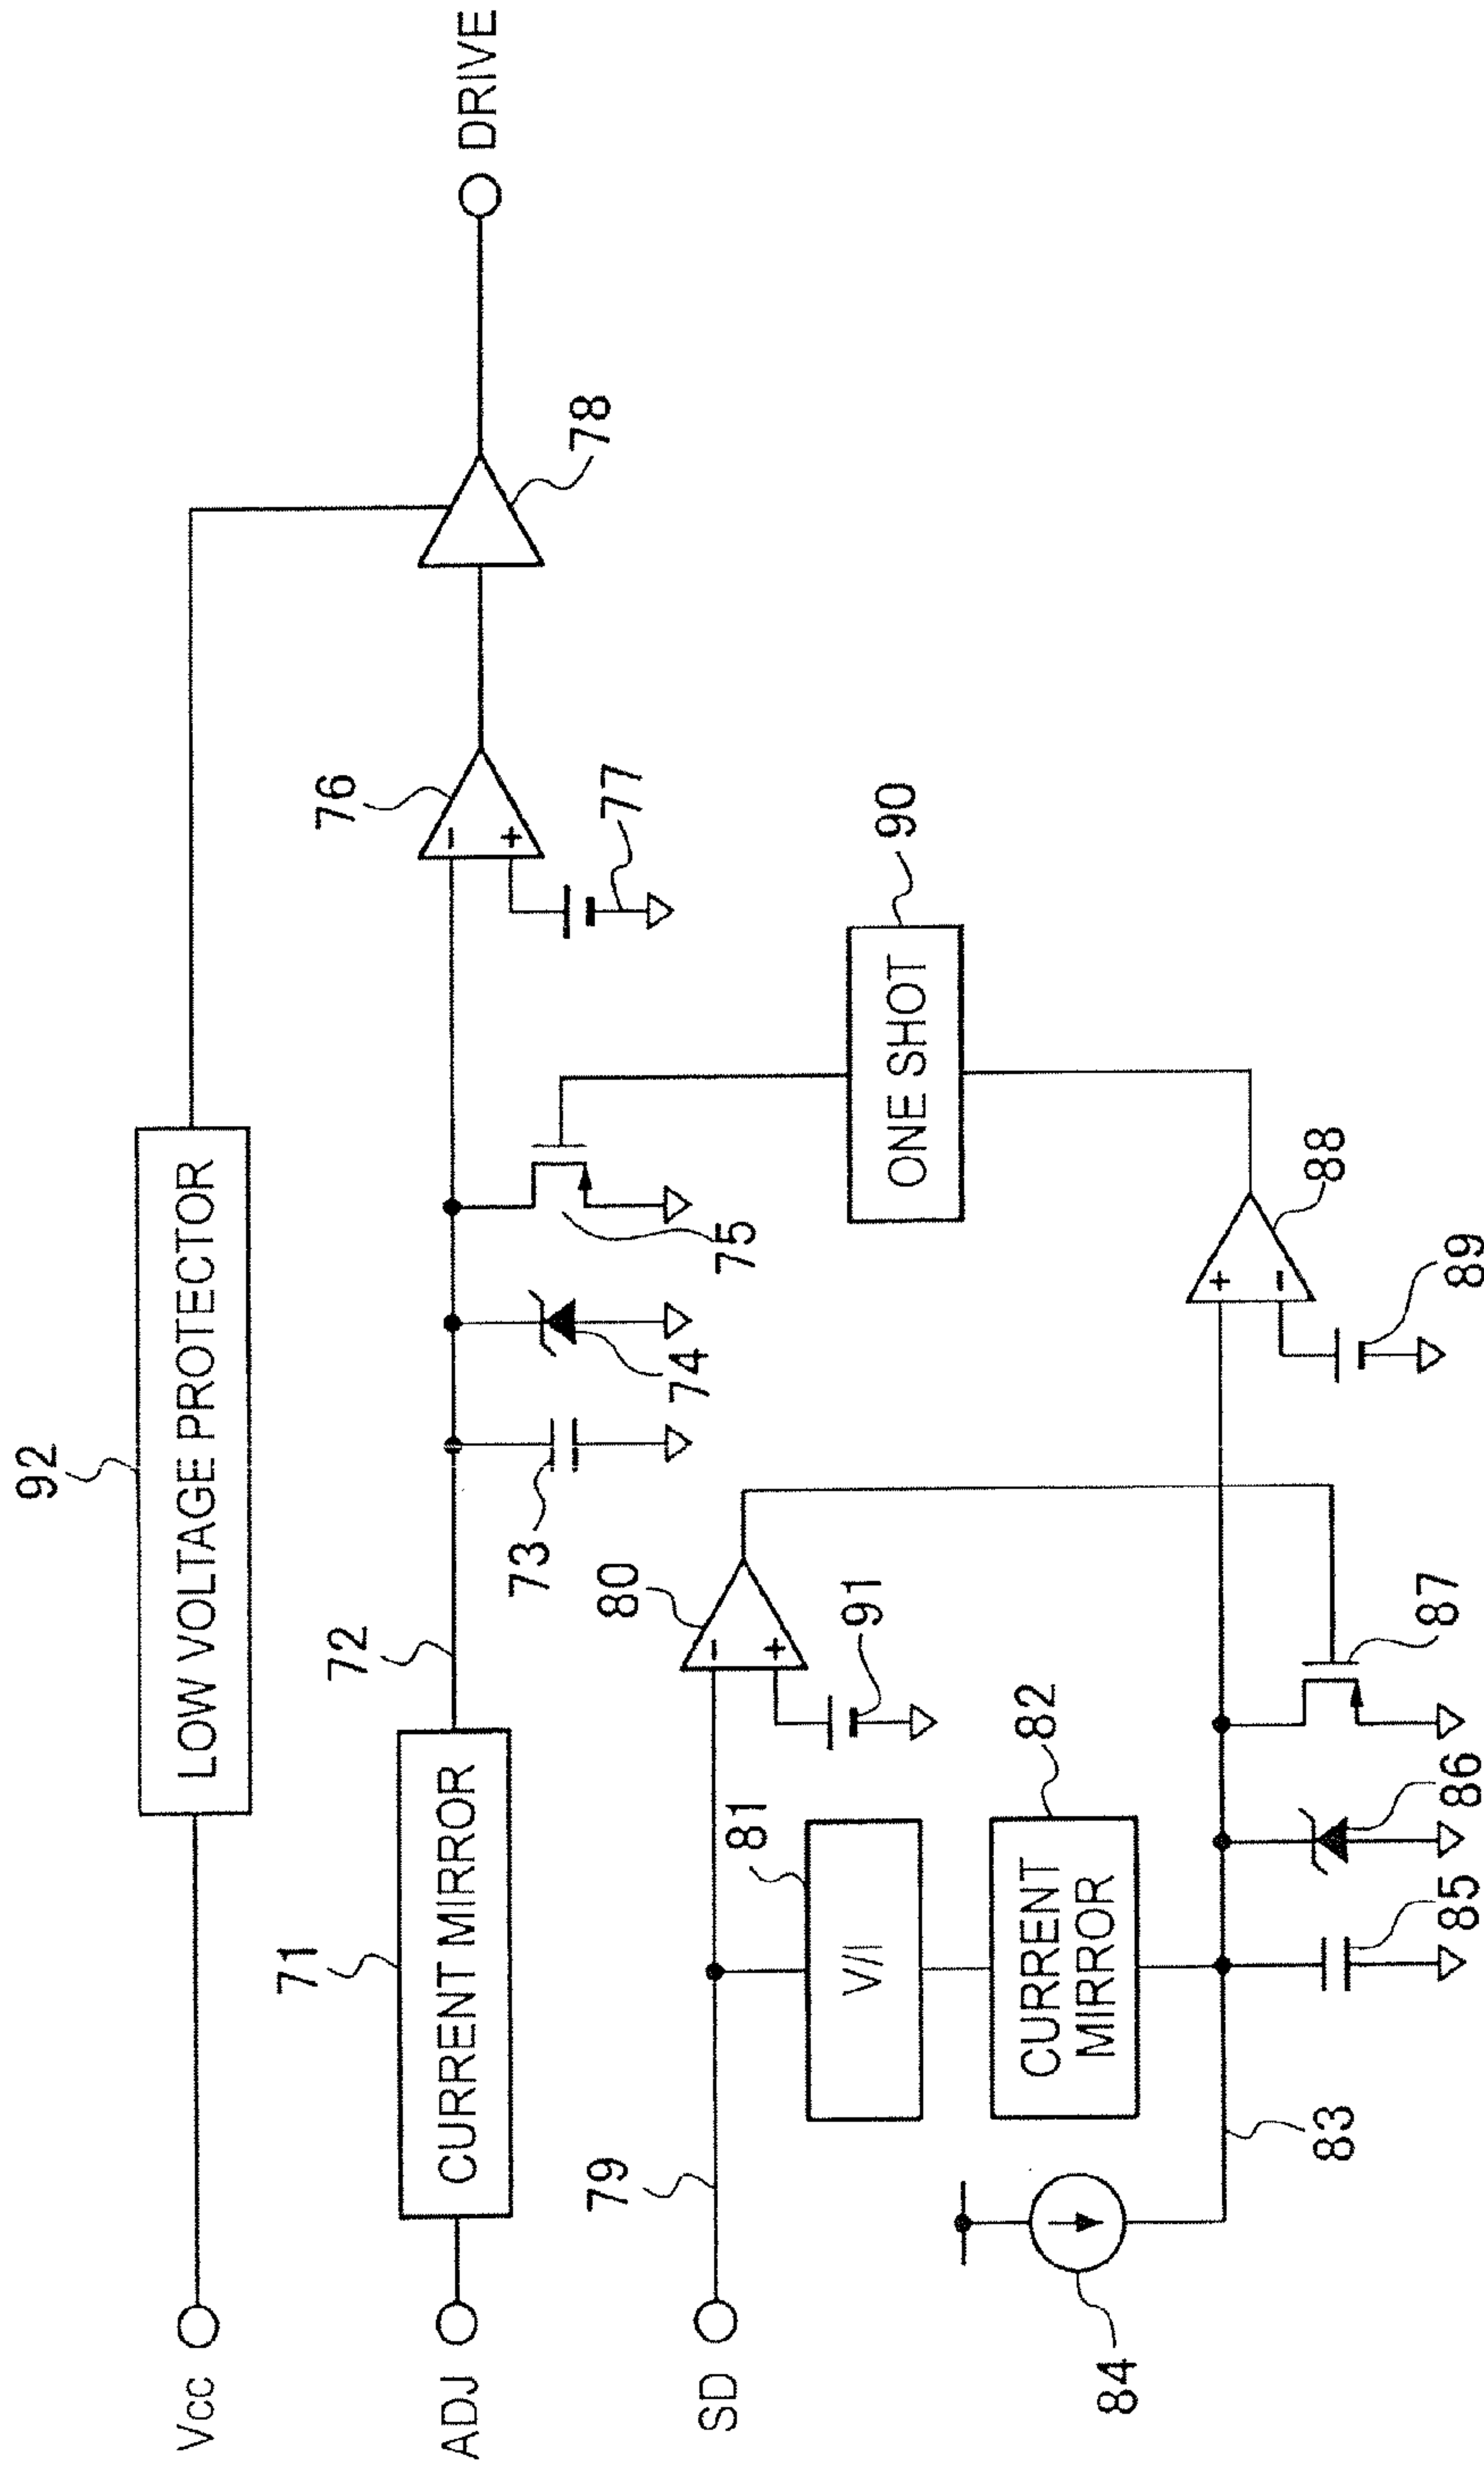 92
LOW VOLTAGE PROTECTOR
Vcc
DRIVE
78
76
77
71
CURRENT MIRROR
72
73
74
75
ADJ
90
ONE SHOT
79
80
91
SD
81
V/I
82
CURRENT
MIRROR
88
89
83
84
85
86
87
-
+
-
+
+
-